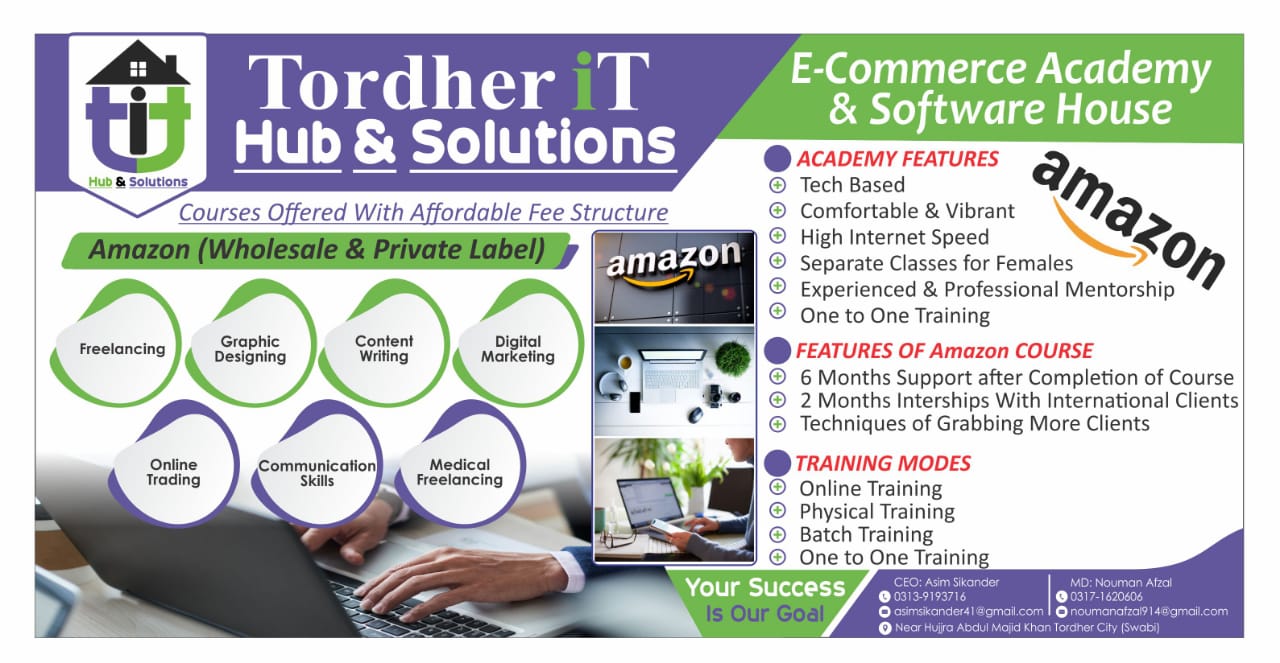 tit
Hub & Solutions
Tordher iT
Hub & Solutions
E-Commerce Academy
& Software House
Courses Offered With Affordable Fee Structure
Amazon (Wholesale & Private Label)
Freelancing
Graphic
Designing
Content
Writing
Digital
Marketing
Online
Trading
Communication
Skills
Medical
Freelancing
amazon
amazon
ACADEMY FEATURES
Tech Based
Comfortable & Vibrant
High Internet Speed
Separate Classes for Females
Experienced & Professional Mentorship
One to One Training
FEATURES OF Amazon COURSE
6 Months Support after Completion of Course
2 Months Interships With International Clients
Techniques of Grabbing More Clients
TRAINING MODES
Online Training
Physical Training
Batch Training
One to One Training
Your Success
Is Our Goal
CEO: Asim Sikander
0313-9193716
asimsikander41@gmail.com
MD: Nouman Afzal
0317-1620606
noumanafzal914@gmail.com
Near Hujjra Abdul Majid Khan Tordher City (Swabi)